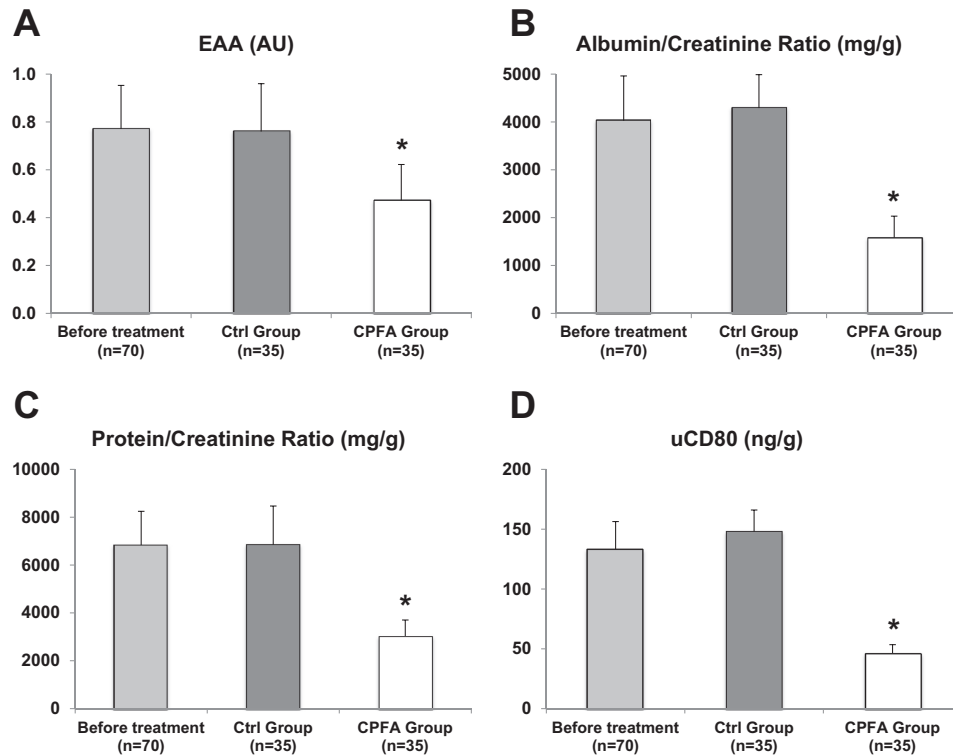 A
EAA (AU)
1.0
0.8
0.6
0.4
0.2
0.0
*
Before treatment
(n=70)
Ctrl Group
(n=35)
CPFA Group
(n=35)
B
Albumin/Creatinine Ratio (mg/g)
5000
4000
3000
2000
1000
0
*
Before treatment
(n=70)
Ctrl Group
(n=35)
CPFA Group
(n=35)
C
Protein/Creatinine Ratio (mg/g)
10000
8000
6000
4000
2000
0
*
Before treatment
(n=70)
Ctrl Group
(n=35)
CPFA Group
(n=35)
D
uCD80 (ng/g)
200
150
100
50
0
*
Before treatment
(n=70)
Ctrl Group
(n=35)
CPFA Group
(n=35)